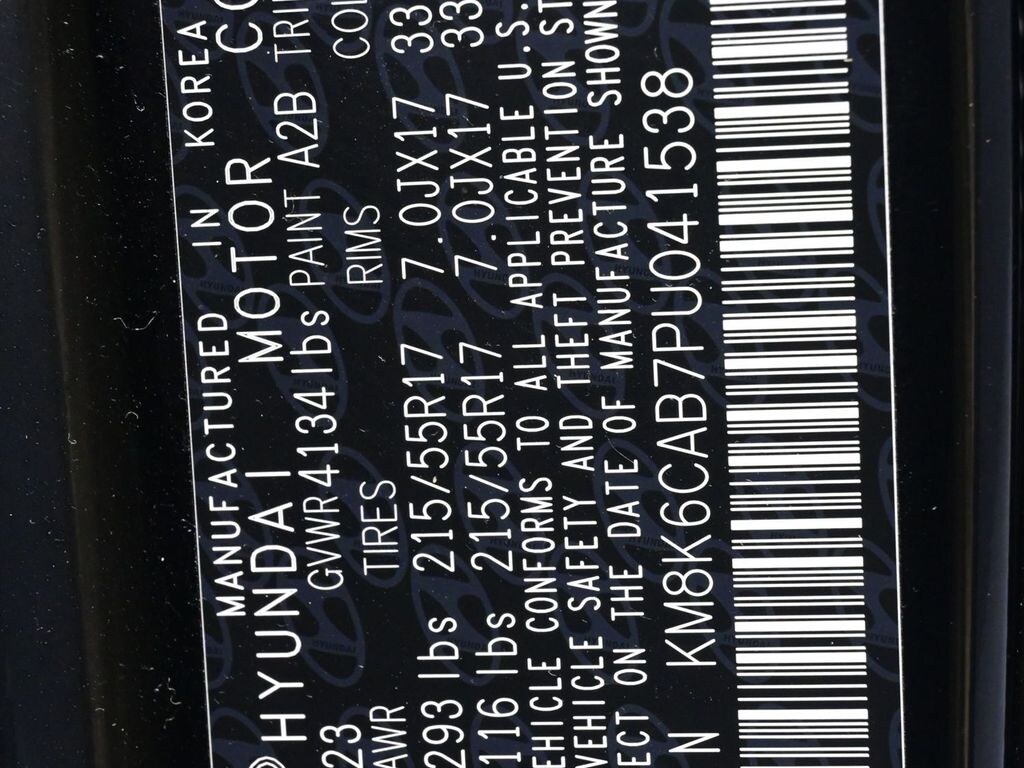 MANUFACTURED IN KOREA
HYUNDAI MOTOR CO
23 GVWR 4134lbs PAINT A2B TRI
AWR TIRES RIMS COL
293 lbs 215/55R17 7.0JX17 33
116 lbs 215/55R17 7.0JX17 33
EHICLE CONFORMS TO ALL APPLICABLE U.S.
VEHICLE SAFETY AND THEFT PREVENTION ST
ECT ON THE DATE OF MANUFACTURE SHOWN
N KM8K6CAB7PU041538